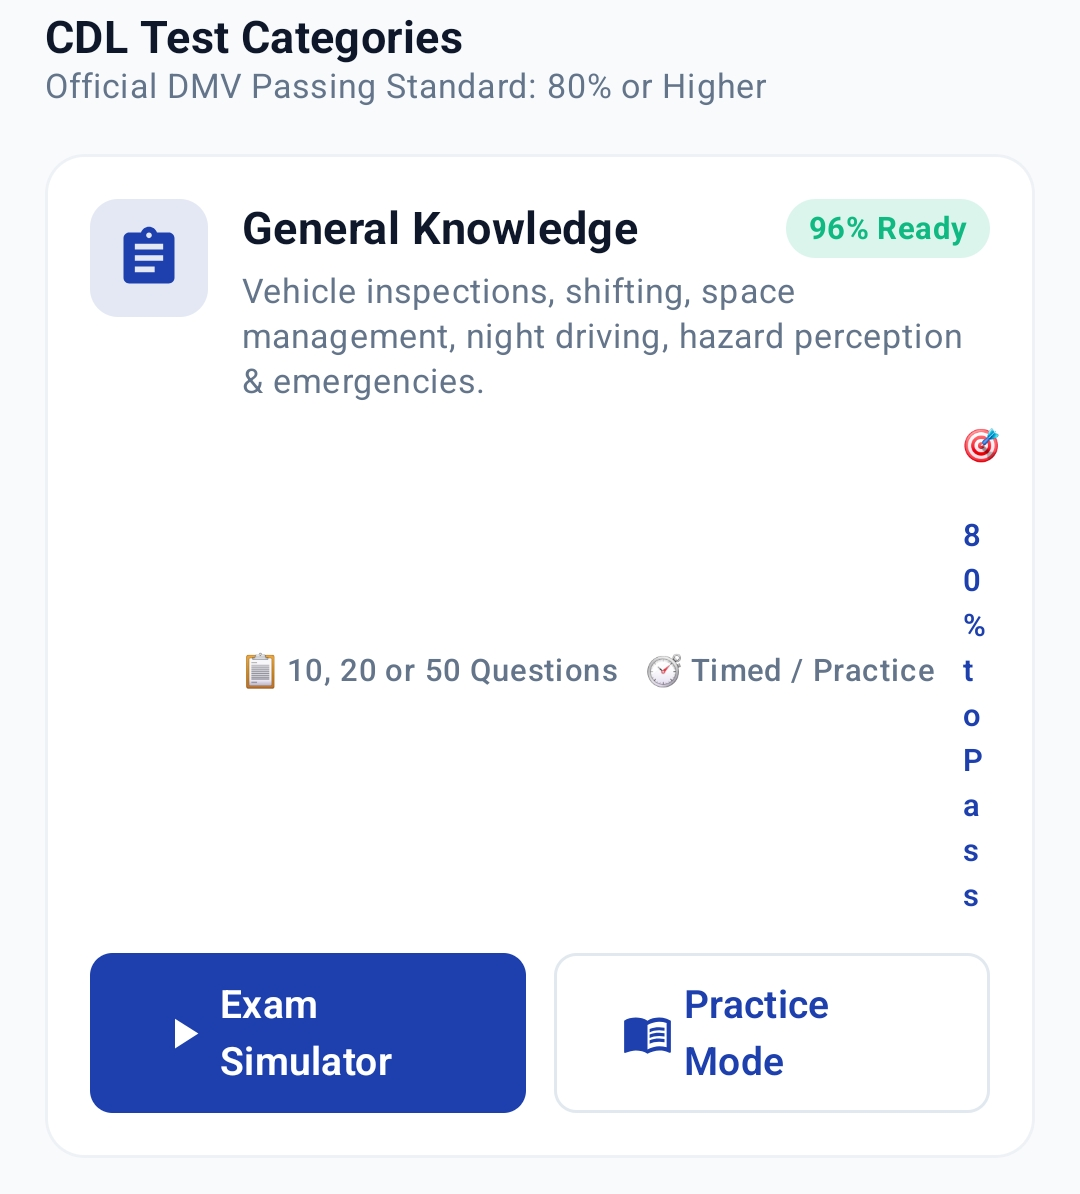 CDL Test Categories
Official DMV Passing Standard: 80% or Higher
General Knowledge
96% Ready
Vehicle inspections, shifting, space
management, night driving, hazard perception
& emergencies.
📋 10, 20 or 50 Questions
⏱ Timed / Practice
🎯
8
0
%
t
o
P
a
s
s
Exam
Simulator
Practice
Mode